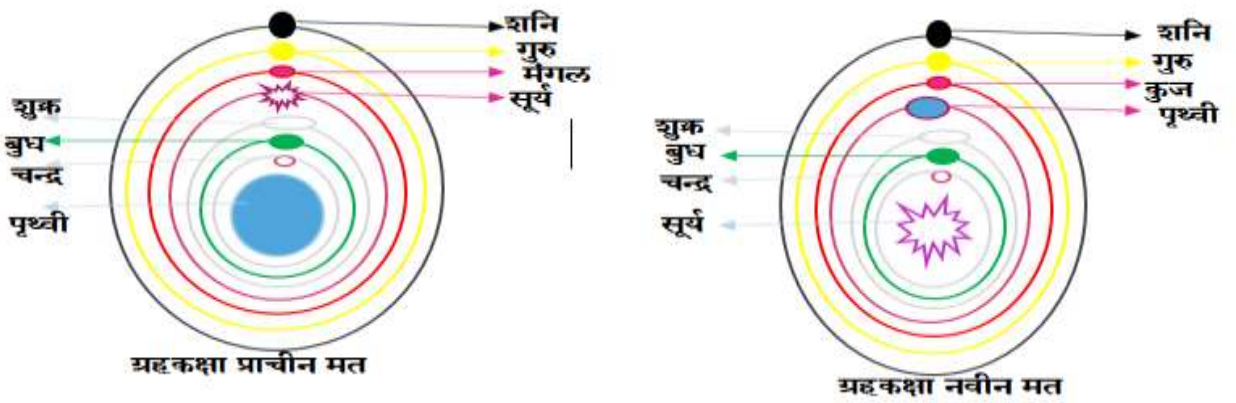 शनि
गुरु
मंगल
सूर्य
शुक्र
बुध
चन्द्र
पृथ्वी
ग्रहकक्षा प्राचीन मत
शनि
गुरु
कुज
पृथ्वी
शुक्र
बुध
चन्द्र
सूर्य
ग्रहकक्षा नवीन मत